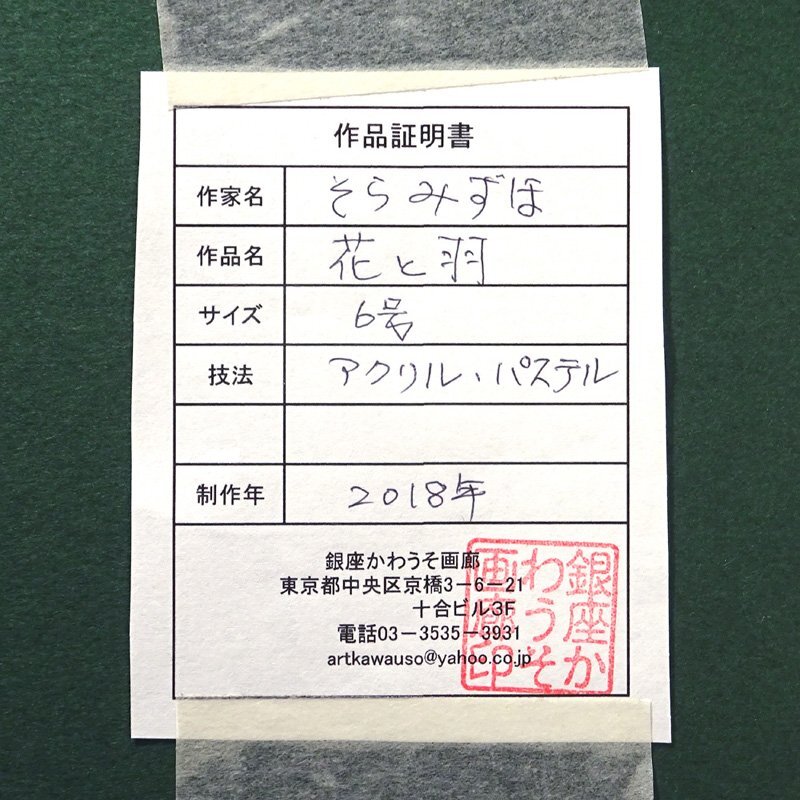 作品証明書
作家名 そらみずほ
作品名 花と羽
サイズ 6号
技法 アクリル、パステル
制作年 2018年
銀座かわうそ画廊
東京都中央区京橋3-6-21
十合ビル3F
電話03-3535-3931
artkawauso@yahoo.co.jp
銀座か
わうそ
画廊印